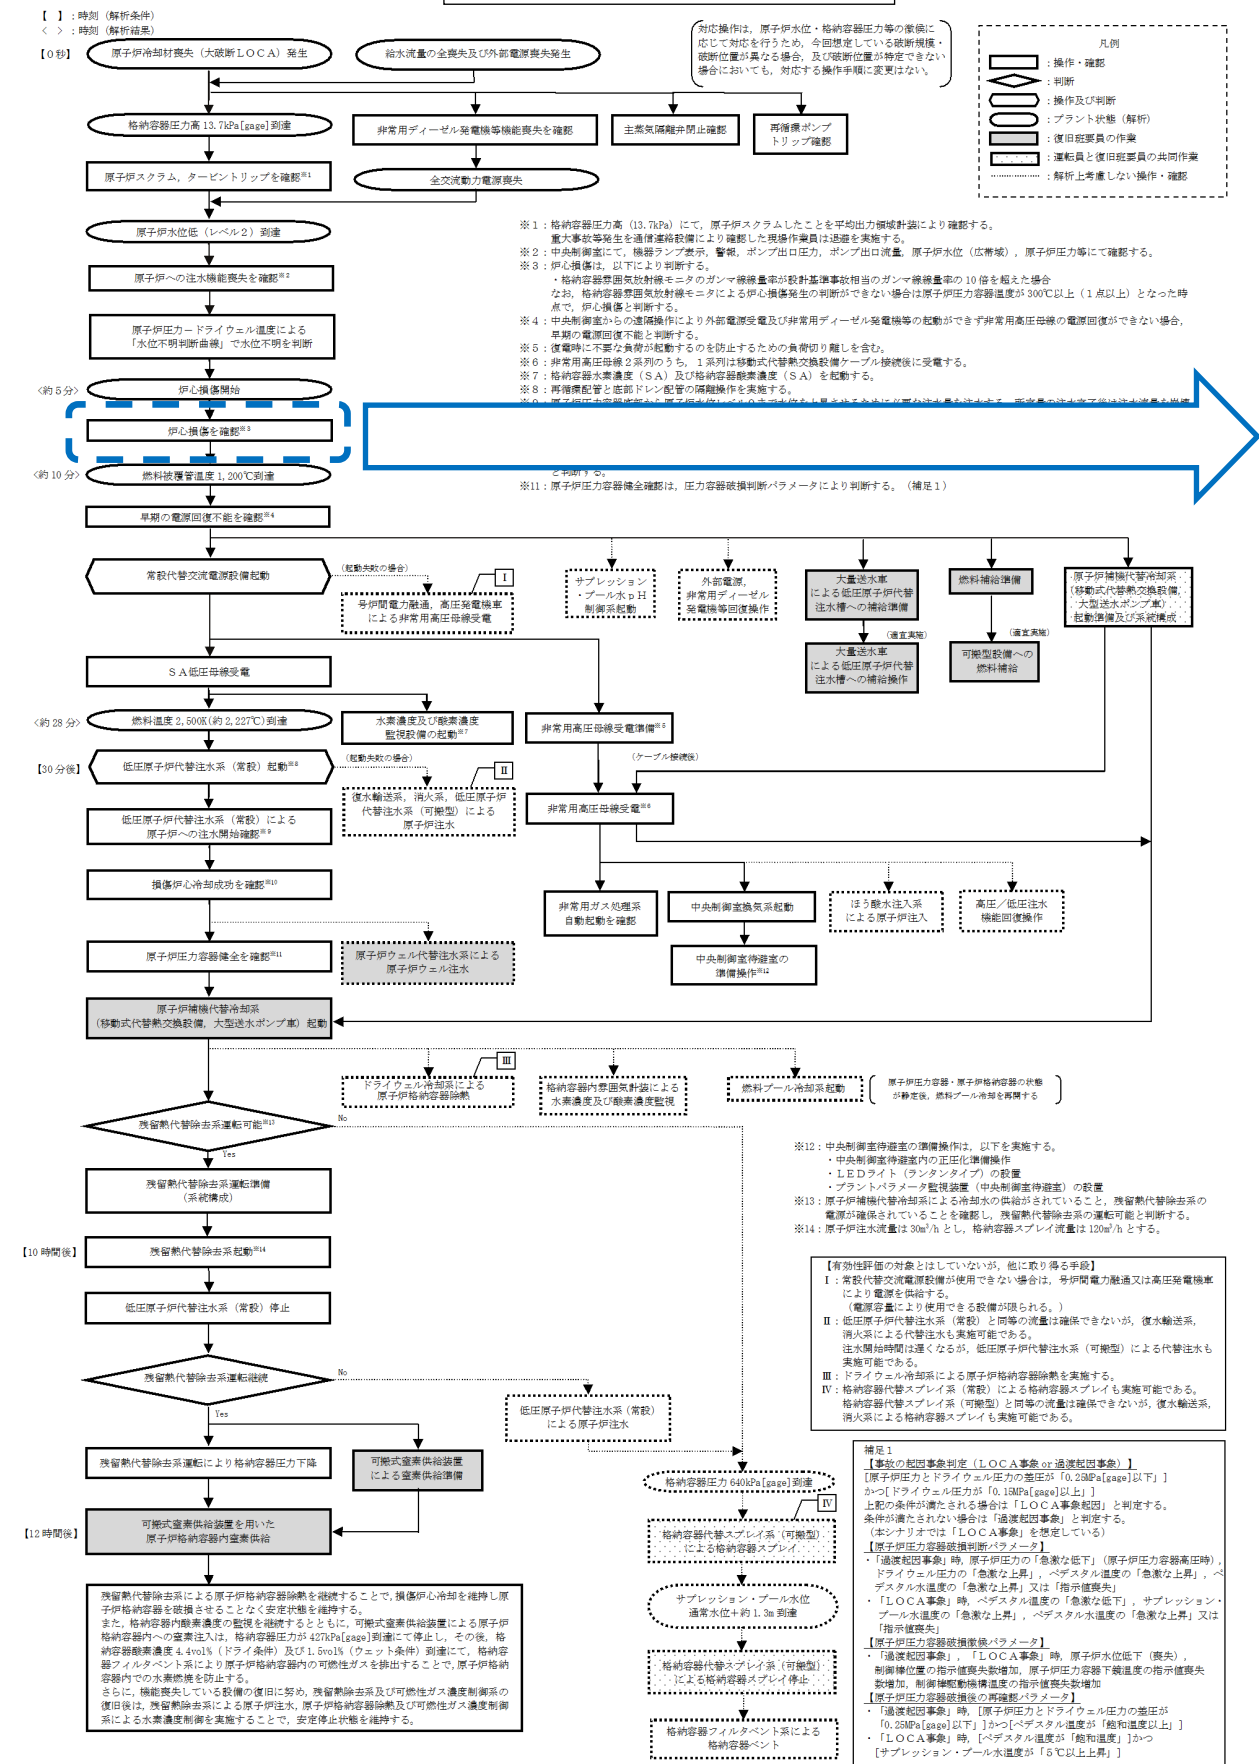 【　】：時刻（解析条件）
＜　＞：時刻（解析結果）
【0秒】
原子炉冷却材喪失（大破断ＬＯＣＡ）発生
給水流量の全喪失及び外部電源喪失発生
対応操作は，原子炉水位・格納容器圧力等の徴候に
応じて対応を行うため，今回想定している破断規模・
破断位置が異なる場合，及び破断位置が特定できない
場合においても，対応する操作手順に変更はない。
凡例
：操作・確認
：判断
：操作及び判断
：プラント状態（解析）
：復旧班要員の作業
：運転員と復旧班要員の共同作業
：解析上考慮しない操作・確認
格納容器圧力高 13.7kPa[gage]到達
非常用ディーゼル発電機等機能喪失を確認
主蒸気隔離弁閉止確認
再循環ポンプ
トリップ確認
原子炉スクラム，タービントリップを確認※1
全交流動力電源喪失
原子炉水位低（レベル２）到達
原子炉への注水機能喪失を確認※2
原子炉圧力－ドライウェル温度による
「水位不明判断曲線」で水位不明を判断
＜約５分＞
炉心損傷開始
炉心損傷を確認※3
＜約10分＞
燃料被覆管温度 1,200℃到達
早期の電源回復不能を確認※4
※１：格納容器圧力高（13.7kPa）にて，原子炉スクラムしたことを平均出力領域計装により確認する。
重大事故等発生を通信連絡設備により確認した現場作業員は退避を実施する。
※２：中央制御室にて，機器ランプ表示，警報，ポンプ出口圧力，ポンプ出口流量，原子炉水位（広帯域），原子炉圧力等にて確認する。
※３：炉心損傷は，以下により判断する。
・格納容器雰囲気放射線モニタのガンマ線線量率が設計基準事故相当のガンマ線線量率の 10 倍を超えた場合
なお，格納容器雰囲気放射線モニタによる炉心損傷発生の判断ができない場合は原子炉圧力容器温度が 300℃以上（１点以上）となった時
点で，炉心損傷と判断する。
※４：中央制御室からの遠隔操作により外部電源受電及び非常用ディーゼル発電機等の起動ができず非常用高圧母線の電源回復ができない場合，
早期の電源回復不能と判断する。
※５：復電時に不要な負荷が起動するのを防止するための負荷切り離しを含む。
※６：非常用高圧母線２系列のうち，１系列は移動式代替熱交換設備ケーブル接続後に受電する。
※７：格納容器水素濃度（ＳＡ）及び格納容器酸素濃度（ＳＡ）を起動する。
※８：再循環配管と底部ドレン配管の隔離操作を実施する。
と判断する。
※11：原子炉圧力容器健全確認は，圧力容器破損判断パラメータにより判断する。（補足１）
常設代替交流電源設備起動
（起動失敗の場合）
Ⅰ
号炉間電力融通，高圧発電機車
による非常用高圧母線受電
サプレッション
・プール水ｐＨ
制御系起動
外部電源，
非常用ディーゼル
発電機等回復操作
大量送水車
による低圧原子炉代替
注水槽への補給準備
（適宜実施）
大量送水車
による低圧原子炉代替
注水槽への補給操作
燃料補給準備
（適宜実施）
可搬型設備への
燃料補給
原子炉補機代替冷却系
（移動式代替熱交換設備，
大型送水ポンプ車）
起動準備及び系統構成
ＳＡ低圧母線受電
＜約28分＞
燃料温度 2,500K(約 2,227℃)到達
水素濃度及び酸素濃度
監視設備の起動※7
非常用高圧母線受電準備※5
（ケーブル接続後）
【30分後】
低圧原子炉代替注水系（常設）起動※8
（起動失敗の場合）
Ⅱ
復水輸送系，消火系，低圧原子炉
代替注水系（可搬型）による
原子炉注水
非常用高圧母線受電※6
低圧原子炉代替注水系（常設）による
原子炉への注水開始確認※9
損傷炉心冷却成功を確認※10
非常用ガス処理系
自動起動を確認
中央制御室換気系起動
ほう酸水注入系
による原子炉注入
高圧／低圧注水
機能回復操作
原子炉圧力容器健全を確認※11
原子炉ウェル代替注水系による
原子炉ウェル注水
中央制御室待避室の
準備操作※12
原子炉補機代替冷却系
（移動式代替熱交換設備，大型送水ポンプ車）起動
Ⅲ
ドライウェル冷却系による
原子炉格納容器除熱
格納容器内雰囲気計装による
水素濃度及び酸素濃度監視
燃料プール冷却系起動
原子炉圧力容器・原子炉格納容器の状態
が静定後，燃料プール冷却を再開する
残留熱代替除去系運転可能※13
No
Yes
残留熱代替除去系運転準備
（系統構成）
【10時間後】
残留熱代替除去系起動※14
低圧原子炉代替注水系（常設）停止
残留熱代替除去系運転継続
No
Yes
低圧原子炉代替注水系（常設）
による原子炉注水
残留熱代替除去系運転により格納容器圧力下降
可搬式窒素供給装置
による窒素供給準備
【12時間後】
可搬式窒素供給装置を用いた
原子炉格納容器内窒素供給
格納容器圧力 640kPa[gage]到達
Ⅳ
格納容器代替スプレイ系（可搬型）
による格納容器スプレイ
サプレッション・プール水位
通常水位＋約 1.3m 到達
格納容器代替スプレイ系（可搬型）
による格納容器スプレイ停止
格納容器フィルタベント系による
格納容器ベント
残留熱代替除去系による原子炉格納容器除熱を継続することで，損傷炉心冷却を維持し原
子炉格納容器を破損させることなく安定状態を維持する。
また，格納容器内酸素濃度の監視を継続するとともに，可搬式窒素供給装置による原子炉
格納容器内への窒素注入は，格納容器圧力が 427kPa[gage]到達にて停止し，その後，格
納容器酸素濃度 4.4vol%（ドライ条件）及び 1.5vol%（ウェット条件）到達にて，格納容
器フィルタベント系により原子炉格納容器内の可燃性ガスを排出することで，原子炉格納
容器内での水素燃焼を防止する。
さらに，機能喪失している設備の復旧に努め，残留熱除去系及び可燃性ガス濃度制御系の
復旧後は，残留熱除去系による原子炉注水，原子炉格納容器除熱及び可燃性ガス濃度制御
系による水素濃度制御を実施することで，安定停止状態を維持する。
※12：中央制御室待避室の準備操作は，以下を実施する。
・中央制御室待避室内の正圧化準備操作
・ＬＥＤライト（ランタンタイプ）の設置
・プラントパラメータ監視装置（中央制御室待避室）の設置
※13：原子炉補機代替冷却系による冷却水の供給がされていること，残留熱代替除去系の
電源が確保されていることを確認し，残留熱代替除去系の運転可能と判断する。
※14：原子炉注水流量は 30m³/h とし，格納容器スプレイ流量は 120m³/h とする。
【有効性評価の対象とはしていないが，他に取り得る手段】
Ⅰ：常設代替交流電源設備が使用できない場合は，号炉間電力融通又は高圧発電機車
により電源を供給する。
（電源容量により使用できる設備が限られる。）
Ⅱ：低圧原子炉代替注水系（常設）と同等の流量は確保できないが，復水輸送系，
消火系による代替注水も実施可能である。
注水開始時間は遅くなるが，低圧原子炉代替注水系（可搬型）による代替注水も
実施可能である。
Ⅲ：ドライウェル冷却系による原子炉格納容器除熱を実施する。
Ⅳ：格納容器代替スプレイ系（常設）による格納容器スプレイも実施可能である。
格納容器代替スプレイ（可搬型）と同等の流量は確保できないが，復水輸送系，
消火系による格納容器スプレイも実施可能である。
補足１
【事故の起因事象判定（ＬＯＣＡ事象 or 過渡起因事象）】
[原子炉圧力とドライウェル圧力の差圧が「0.25MPa[gage]以下」]
かつ[ドライウェル圧力が「0.15MPa[gage]以上」]
上記の条件が満たされる場合は「ＬＯＣＡ事象起因」と判定する。
条件が満たされない場合は「過渡起因事象」と判定する。
（本シナリオでは「ＬＯＣＡ事象」を想定している）
【原子炉圧力容器破損判断パラメータ】
・「過渡起因事象」時，原子炉圧力の「急激な低下」（原子炉圧力容器高圧時），
ドライウェル圧力の「急激な上昇」，ペデスタル温度の「急激な上昇」，ペ
デスタル水温度の「急激な上昇」又は「指示値喪失」
・「ＬＯＣＡ事象」時，ペデスタル温度の「急激な低下」，サプレッション・
プール水温度の「急激な上昇」，ペデスタル水温度の「急激な上昇」又は
「指示値喪失」
【原子炉圧力容器破損徴候パラメータ】
・「過渡起因事象」，「ＬＯＣＡ事象」時，原子炉水位低下（喪失），
制御棒位置の指示値喪失数増加，原子炉圧力容器下鏡温度の指示値喪失
数増加，制御棒駆動機構温度の指示値喪失数増加
【原子炉圧力容器破損後の再確認パラメータ】
・「過渡起因事象」時，[原子炉圧力とドライウェル圧力の差圧が
「0.25MPa[gage]以下」]かつ[ペデスタル温度が「飽和温度以上」]
・「ＬＯＣＡ事象」時，[ペデスタル温度が「飽和温度」]かつ
[サプレッション・プール水温度が「５℃以上上昇」]